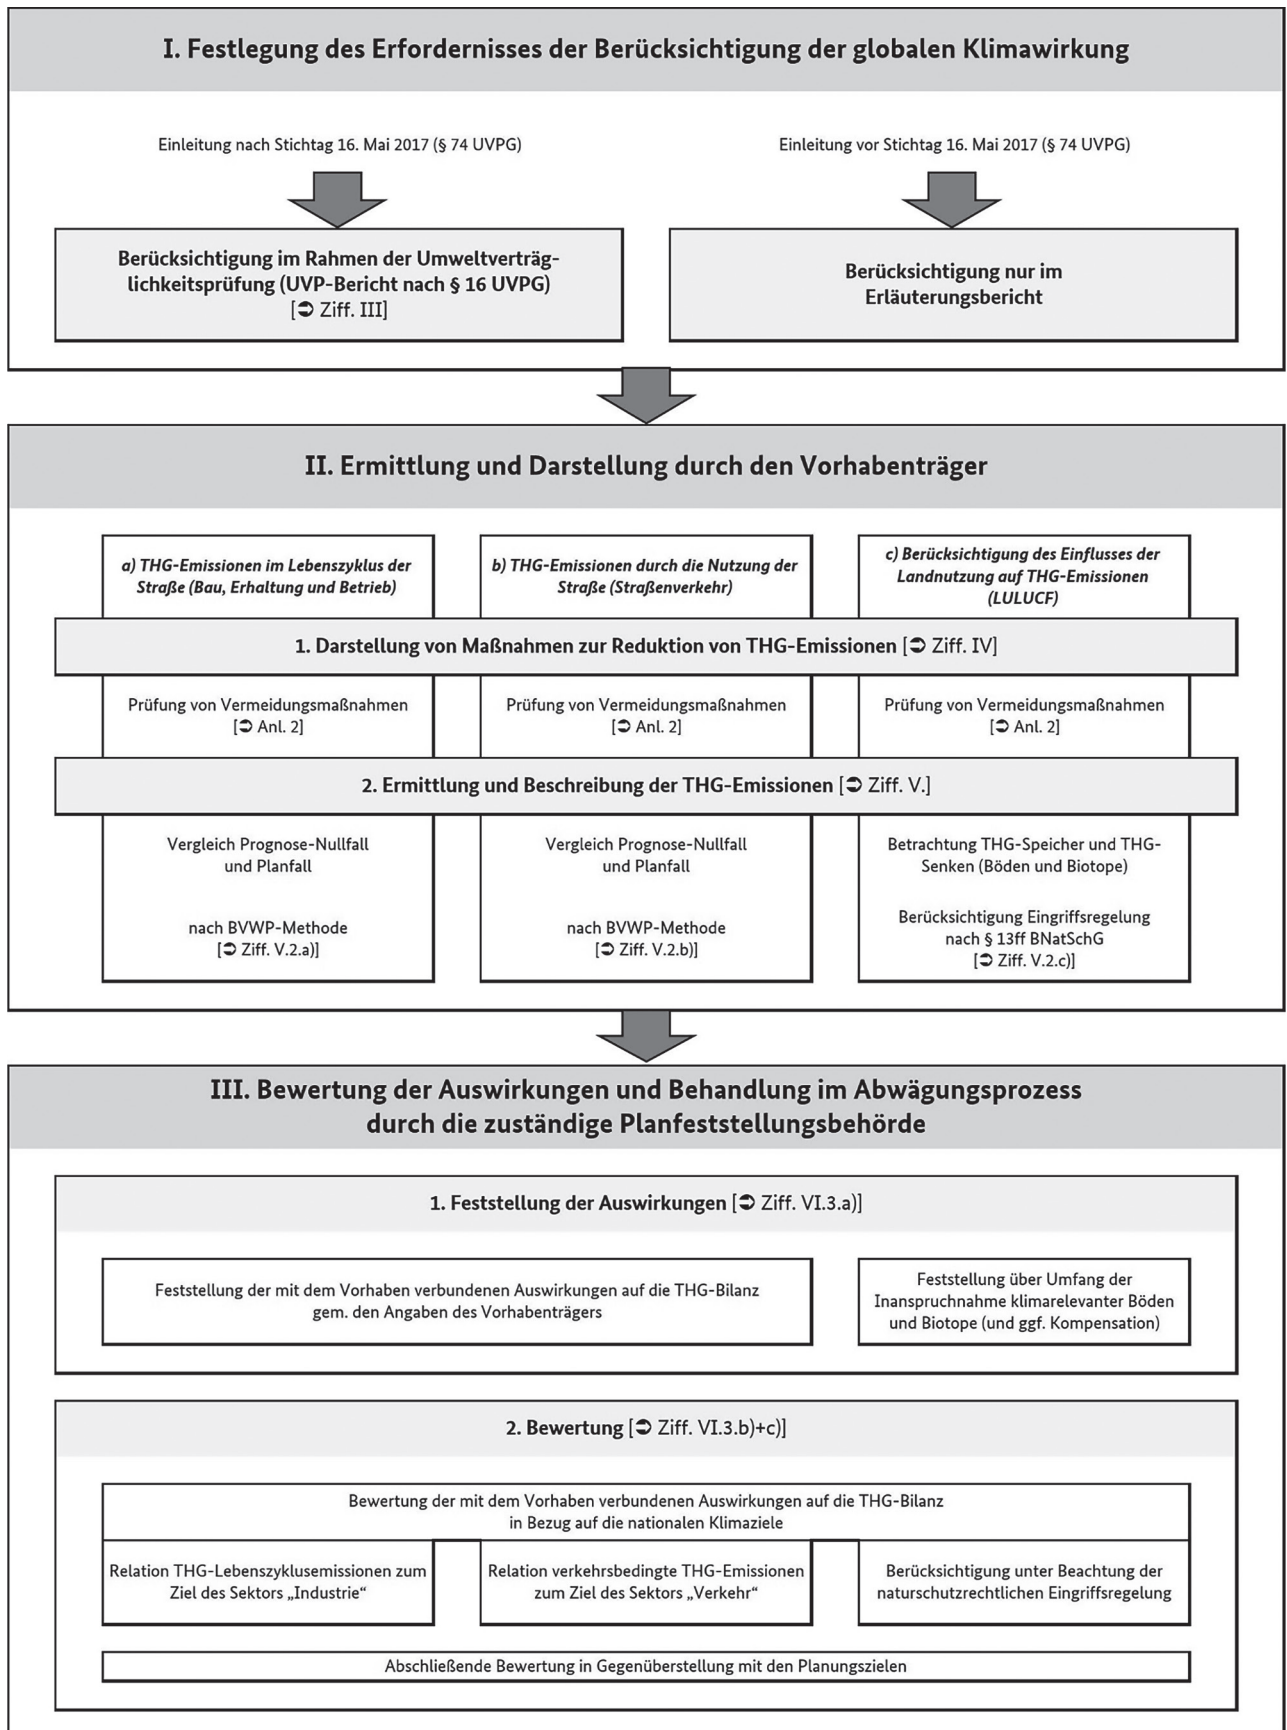 I. Festlegung des Erfordernisses der Berücksichtigung der globalen Klimawirkung
Einleitung nach Stichtag 16. Mai 2017 (§ 74 UVPG)
Einleitung vor Stichtag 16. Mai 2017 (§ 74 UVPG)
Berücksichtigung im Rahmen der Umweltverträg-
lichkeitsprüfung (UVP-Bericht nach § 16 UVPG)
[➲ Ziff. III]
Berücksichtigung nur im
Erläuterungsbericht
II. Ermittlung und Darstellung durch den Vorhabenträger
a) THG-Emissionen im Lebenszyklus der
Straße (Bau, Erhaltung und Betrieb)
b) THG-Emissionen durch die Nutzung der
Straße (Straßenverkehr)
c) Berücksichtigung des Einflusses der
Landnutzung auf THG-Emissionen
(LULUCF)
1. Darstellung von Maßnahmen zur Reduktion von THG-Emissionen [➲ Ziff. IV]
Prüfung von Vermeidungsmaßnahmen
[➲ Anl. 2]
Prüfung von Vermeidungsmaßnahmen
[➲ Anl. 2]
Prüfung von Vermeidungsmaßnahmen
[➲ Anl. 2]
2. Ermittlung und Beschreibung der THG-Emissionen [➲ Ziff. V.]
Vergleich Prognose-Nullfall
und Planfall
nach BVWP-Methode
[➲ Ziff. V.2.a)]
Vergleich Prognose-Nullfall
und Planfall
nach BVWP-Methode
[➲ Ziff. V.2.b)]
Betrachtung THG-Speicher und THG-
Senken (Böden und Biotope)
Berücksichtigung Eingriffsregelung
nach § 13ff BNatSchG
[➲ Ziff. V.2.c)]
III. Bewertung der Auswirkungen und Behandlung im Abwägungsprozess
durch die zuständige Planfeststellungsbehörde
1. Feststellung der Auswirkungen [➲ Ziff. VI.3.a)]
Feststellung der mit dem Vorhaben verbundenen Auswirkungen auf die THG-Bilanz
gem. den Angaben des Vorhabenträgers
Feststellung über Umfang der
Inanspruchnahme klimarelevanter Böden
und Biotope (und ggf. Kompensation)
2. Bewertung [➲ Ziff. VI.3.b)+c)]
Bewertung der mit dem Vorhaben verbundenen Auswirkungen auf die THG-Bilanz
in Bezug auf die nationalen Klimaziele
Relation THG-Lebenszyklusemissionen zum
Ziel des Sektors „Industrie“
Relation verkehrsbedingte THG-Emissionen
zum Ziel des Sektors „Verkehr“
Berücksichtigung unter Beachtung der
naturschutzrechtlichen Eingriffsregelung
Abschließende Bewertung in Gegenüberstellung mit den Planungszielen